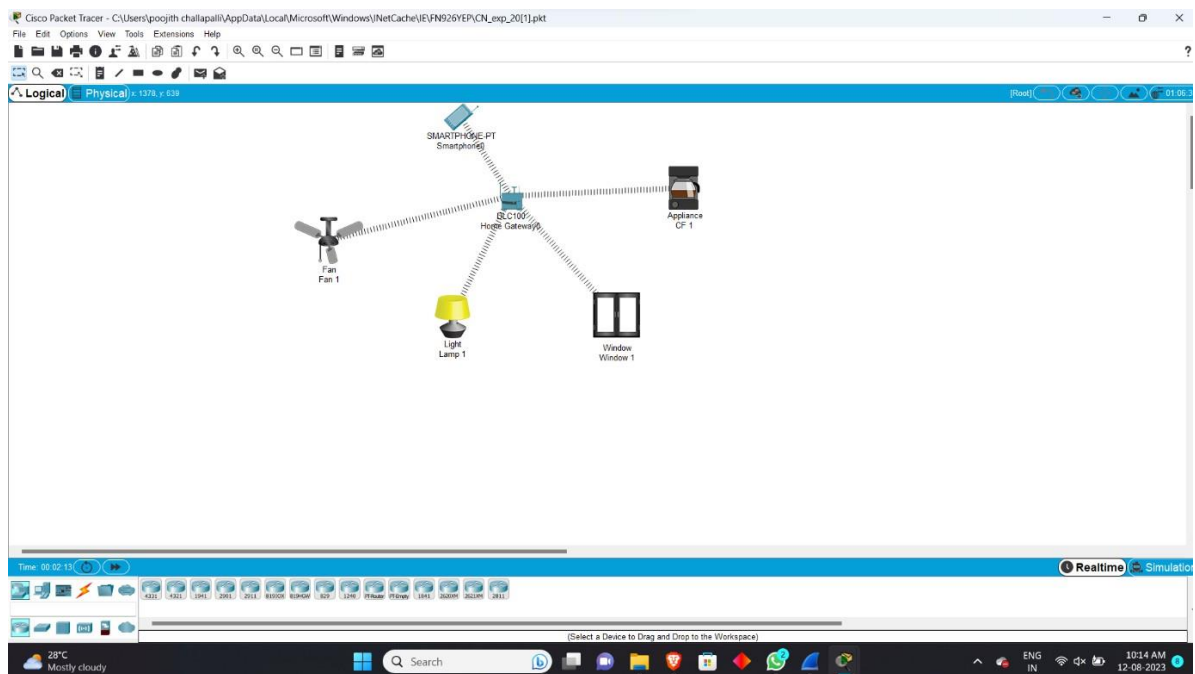 Cisco Packet Tracer - C:\Users\poojith challapalli\AppData\Local\Microsoft\Windows\INetCache\IE\FN926YEP\CN_exp_20[1].pkt
File Edit Options View Tools Extensions Help
?
Logical Physical x: 1378, y: 639
[Root]
SMARTPHONE-PT
Smartphone0
DLC100
Home Gateway0
Appliance
CF 1
Fan
Fan 1
Light
Lamp 1
Window
Window 1
Time: 00:02:13
Realtime Simulation
4331 4321 1941 2901 2911 819IOX 819HGW 829 1240 PT-Router PT-Empty 1841 2620XM 2621XM 2811
(Select a Device to Drag and Drop to the Workspace)
28°C
Mostly cloudy
Search
2
ENG
IN
10:14 AM
12-08-2023
8